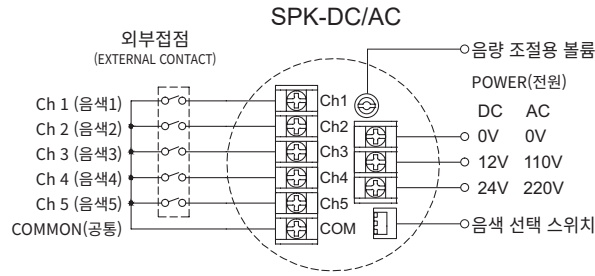 SPK-DC/AC
외부접점
(EXTERNAL CONTACT)
Ch 1 (음색1)
Ch 2 (음색2)
Ch 3 (음색3)
Ch 4 (음색4)
Ch 5 (음색5)
COMMON(공통)
Ch1
Ch2
Ch3
Ch4
Ch5
COM
음량 조절용 볼륨
POWER(전원)
DC AC
0V 0V
12V 110V
24V 220V
음색 선택 스위치